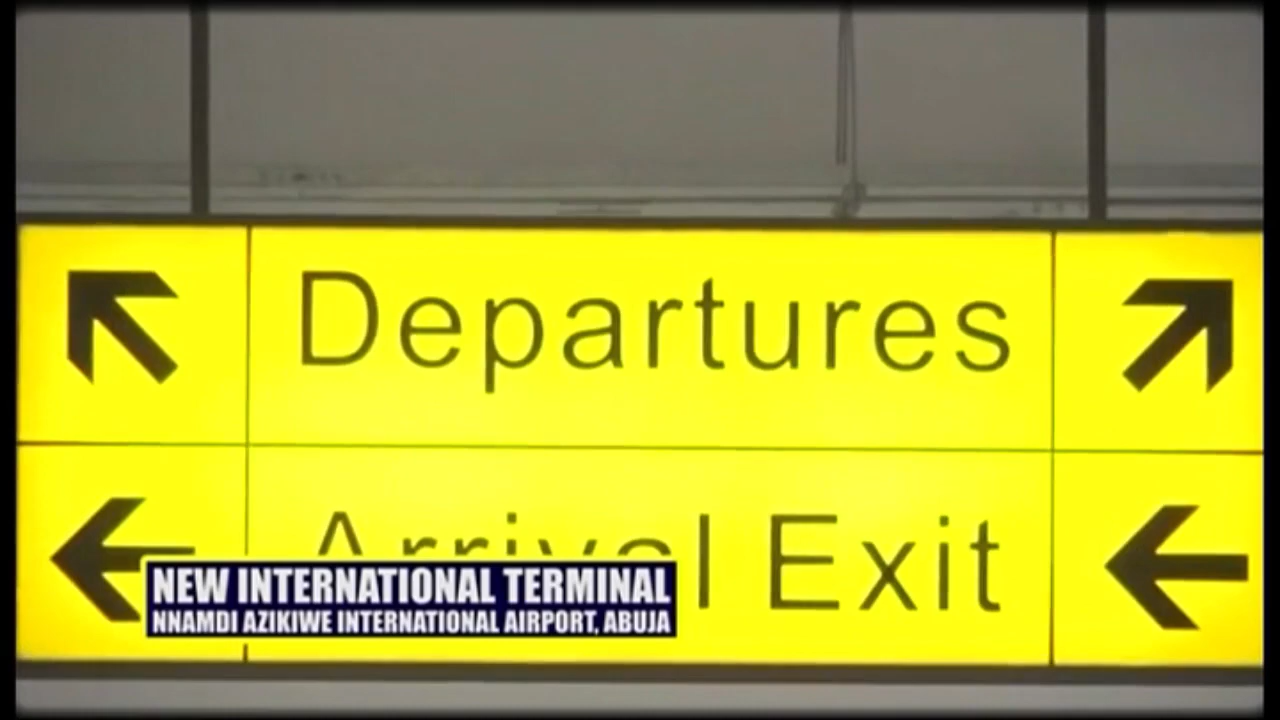 Departures
Arrival Exit
NEW INTERNATIONAL TERMINAL
NNAMDI AZIKIWE INTERNATIONAL AIRPORT, ABUJA